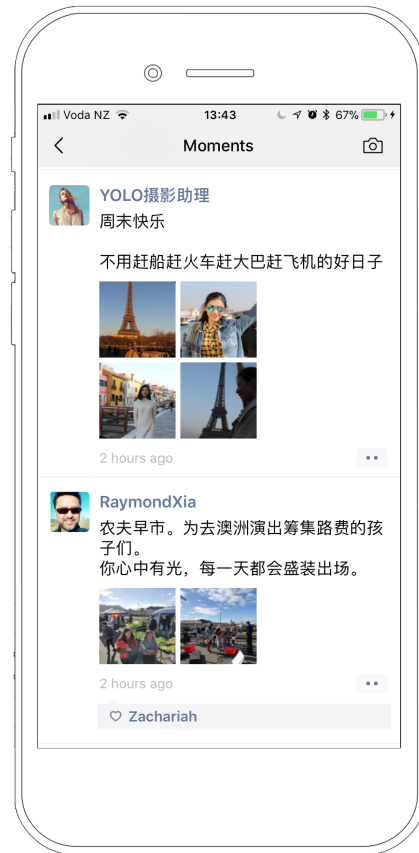 Voda NZ 13:43 67%
Moments
YOLO摄影助理
周末快乐
不用赶船赶火车赶大巴赶飞机的好日子
2 hours ago
RaymondXia
农夫早市。为去澳洲演出筹集路费的孩
子们。
你心中有光，每一天都会盛装出场。
2 hours ago
Zachariah